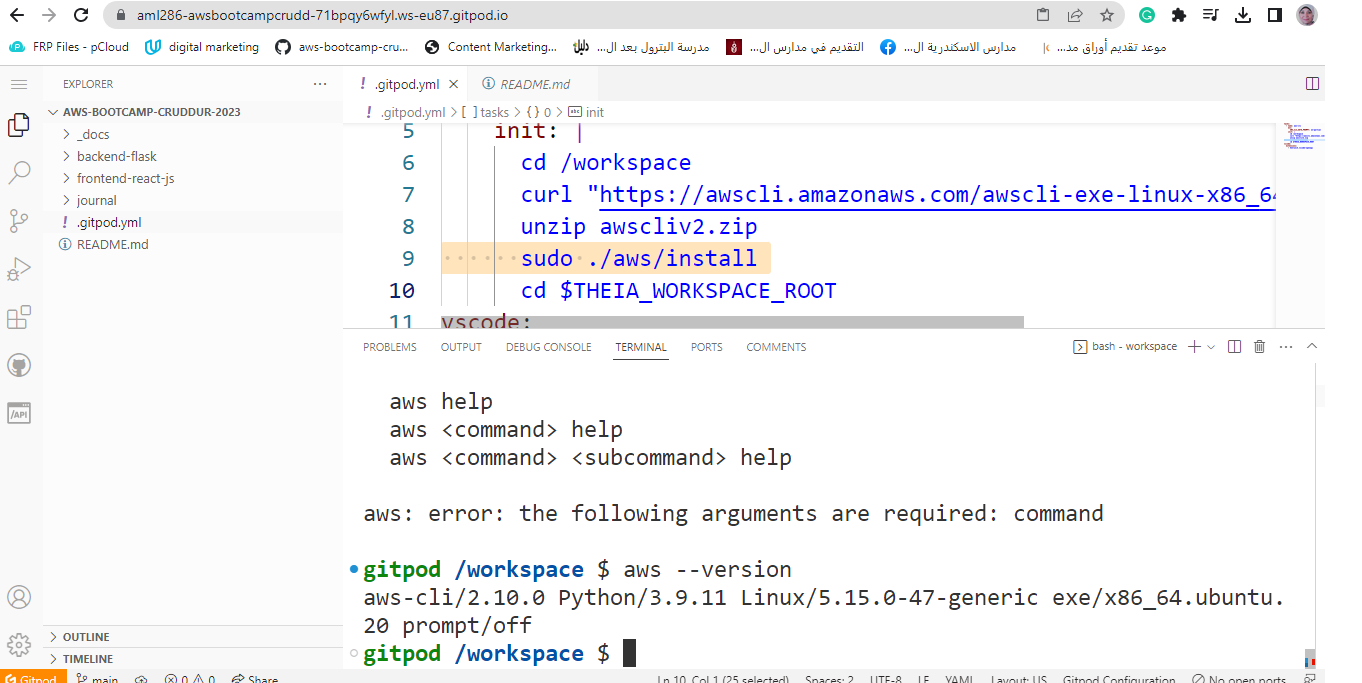 aml286-awsbootcampcrudd-71bpqy6wfyl.ws-eu87.gitpod.io
FRP Files - pCloud
digital marketing
aws-bootcamp-cru...
Content Marketing...
مدرسة البترول بعد ال...
التقديم في مدارس ال...
مدارس الاسكندرية ال...
موعد تقديم أوراق مد...
EXPLORER
AWS-BOOTCAMP-CRUDDUR-2023
_docs
backend-flask
frontend-react-js
journal
.gitpod.yml
README.md
OUTLINE
TIMELINE
.gitpod.yml
README.md
.gitpod.yml > [ ] tasks > {} 0 > abc init
5 init: |
6 cd /workspace
7 curl "https://awscli.amazonaws.com/awscli-exe-linux-x86_64
8 unzip awscliv2.zip
9 sudo ./aws/install
10 cd $THEIA_WORKSPACE_ROOT
11 vscode:
PROBLEMS OUTPUT DEBUG CONSOLE TERMINAL PORTS COMMENTS
bash - workspace
aws help
aws <command> help
aws <command> <subcommand> help
aws: error: the following arguments are required: command
gitpod /workspace $ aws --version
aws-cli/2.10.0 Python/3.9.11 Linux/5.15.0-47-generic exe/x86_64.ubuntu.
20 prompt/off
gitpod /workspace $
Gitpod main 0 0 Share Ln 10, Col 1 (25 selected) Spaces: 2 UTF-8 LF YAML Layout: US Gitpod Configuration No open ports